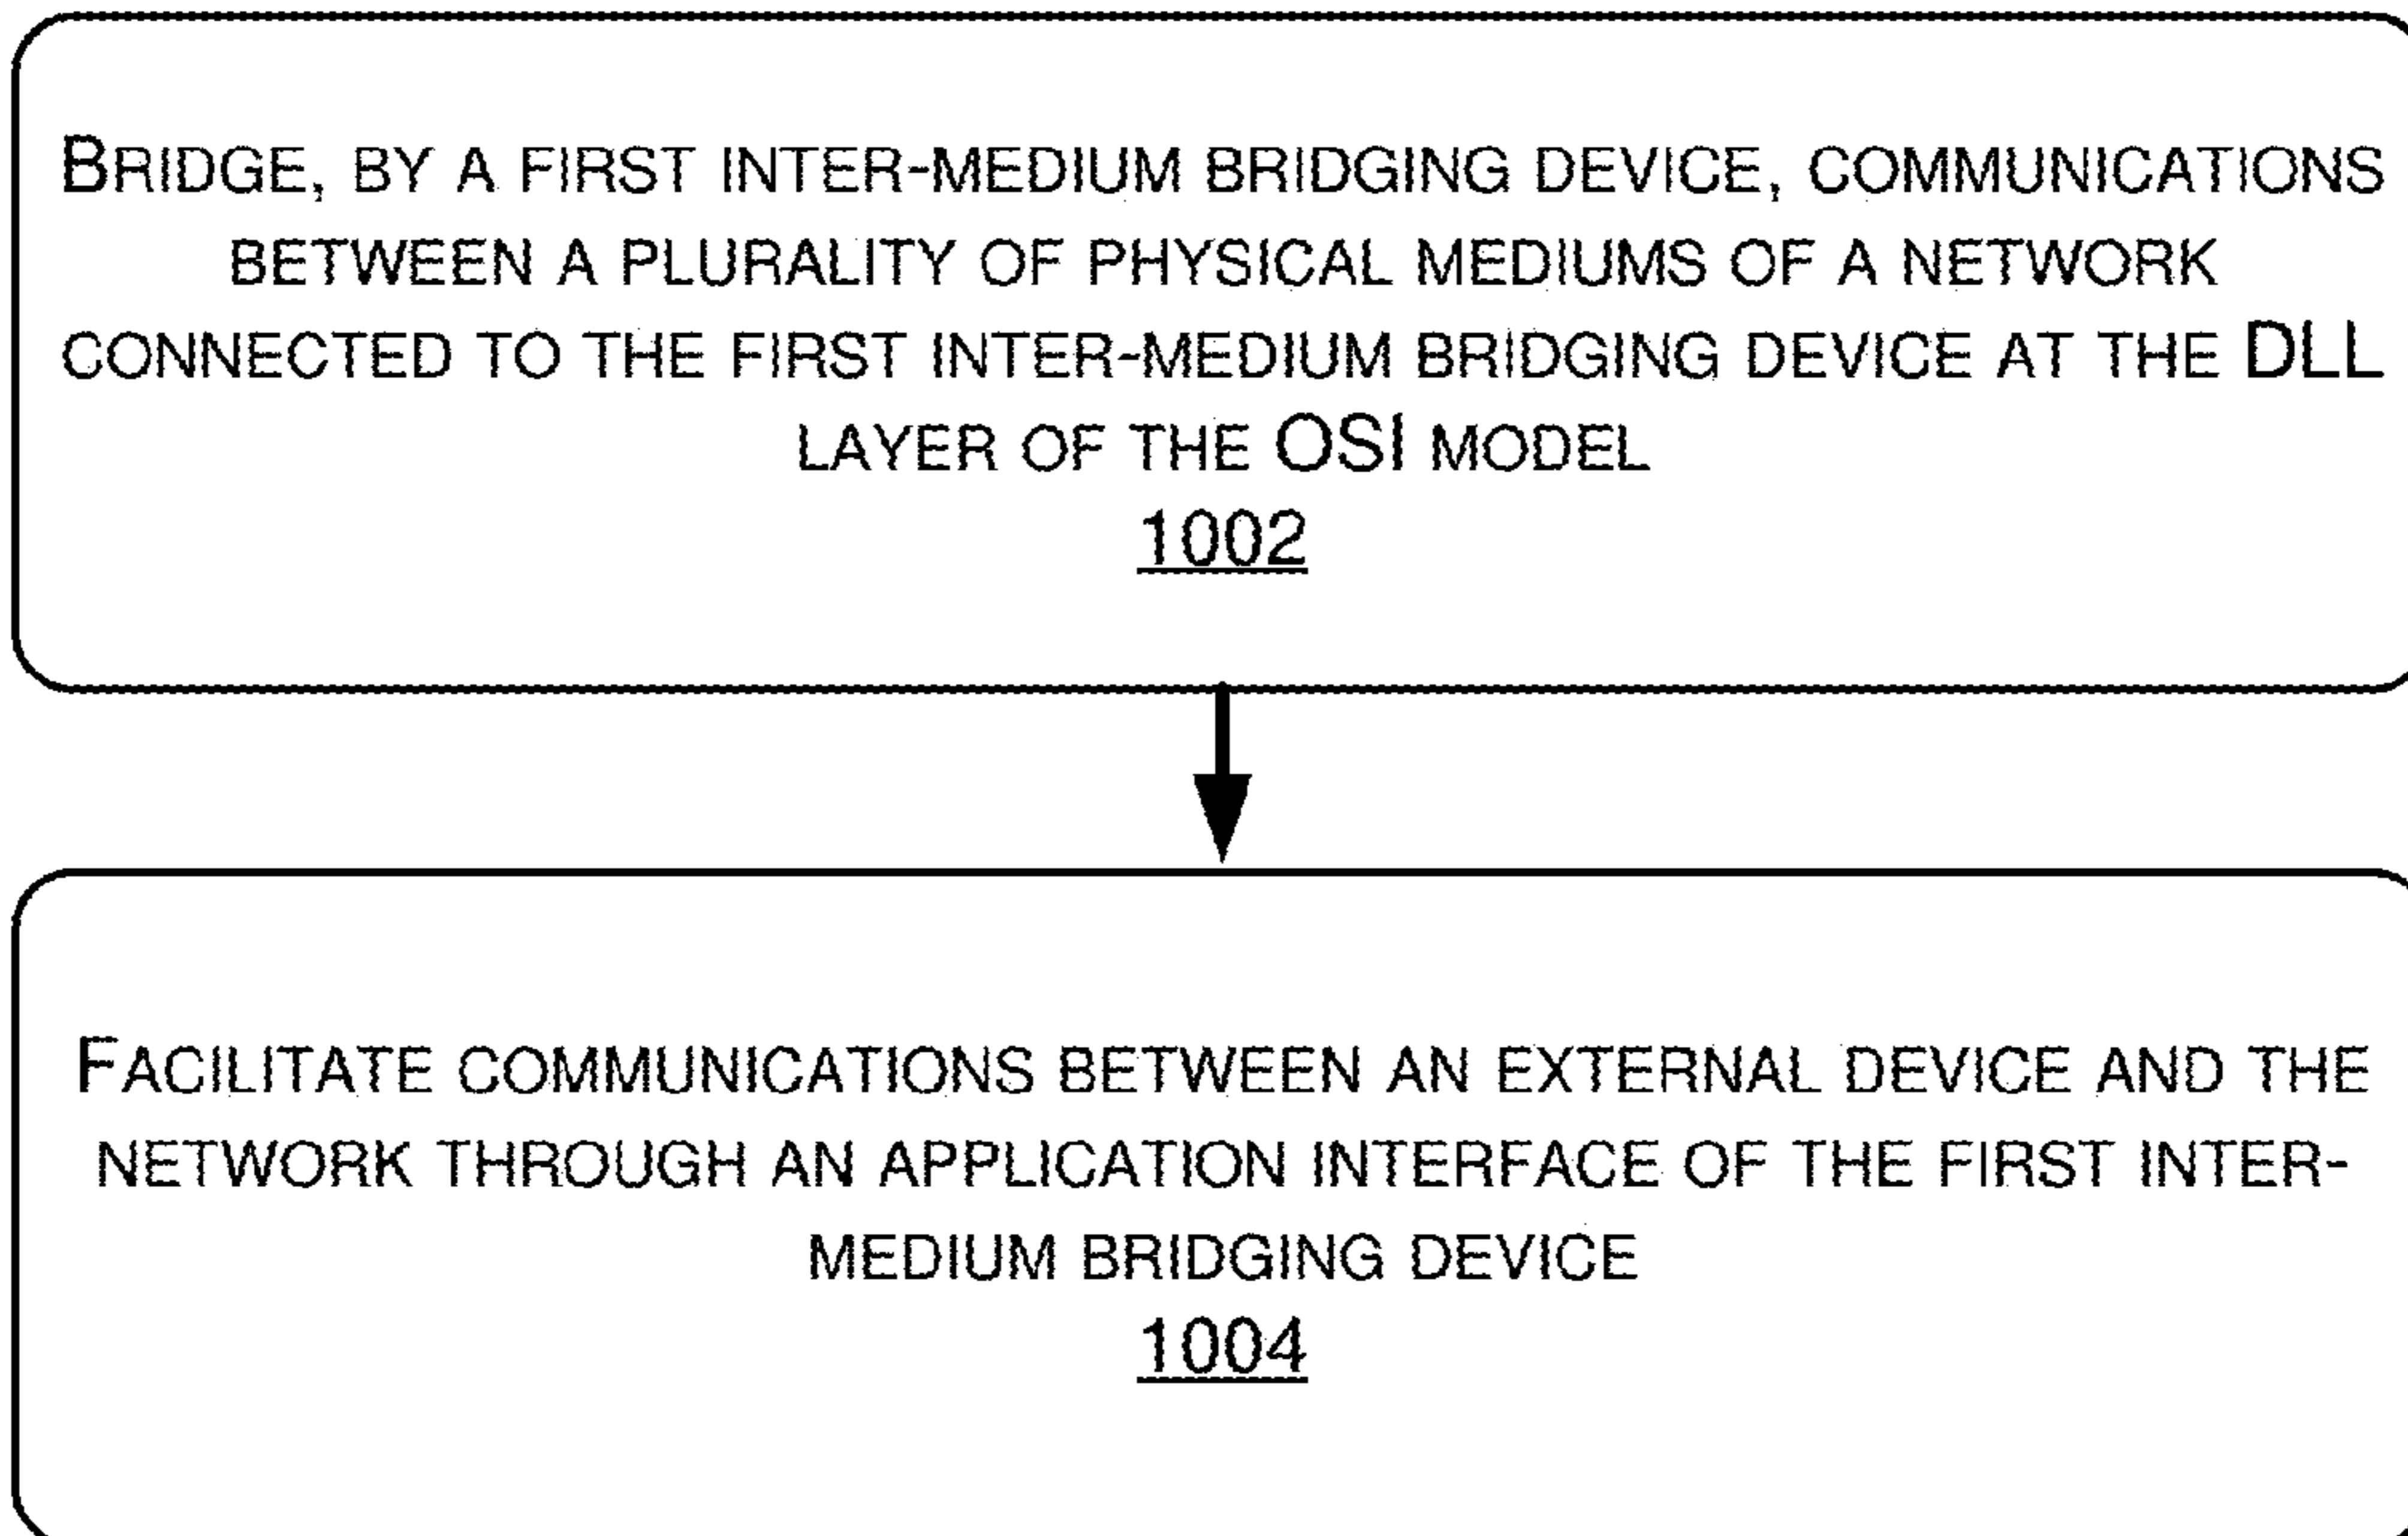 BRIDGE, BY A FIRST INTER-MEDIUM BRIDGING DEVICE, COMMUNICATIONS
BETWEEN A PLURALITY OF PHYSICAL MEDIUMS OF A NETWORK
CONNECTED TO THE FIRST INTER-MEDIUM BRIDGING DEVICE AT THE DLL
LAYER OF THE OSI MODEL
1002
FACILITATE COMMUNICATIONS BETWEEN AN EXTERNAL DEVICE AND THE
NETWORK THROUGH AN APPLICATION INTERFACE OF THE FIRST INTER-
MEDIUM BRIDGING DEVICE
1004